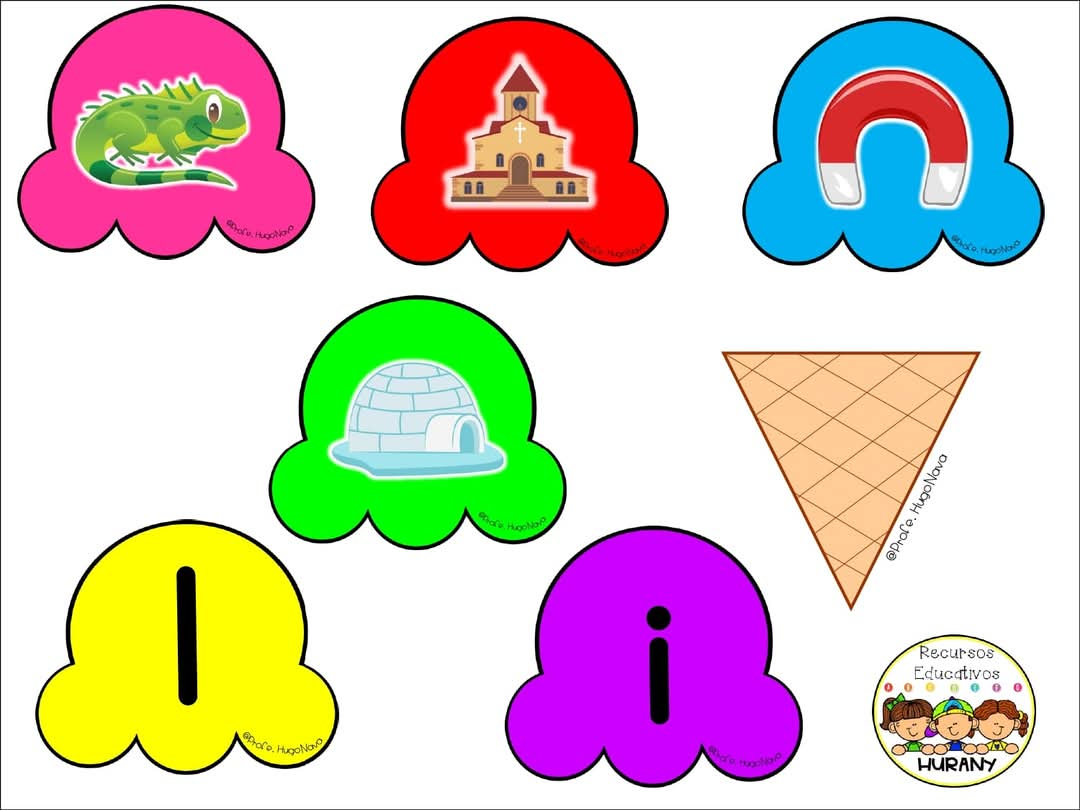 @Profe. HugoNava
@Profe. HugoNava
@Profe. HugoNava
@Profe. HugoNava
@Profe. HugoNava
I
@Profe. HugoNava
i
@Profe. HugoNava
Recursos
Educativos
A B C D E F G
HURANY